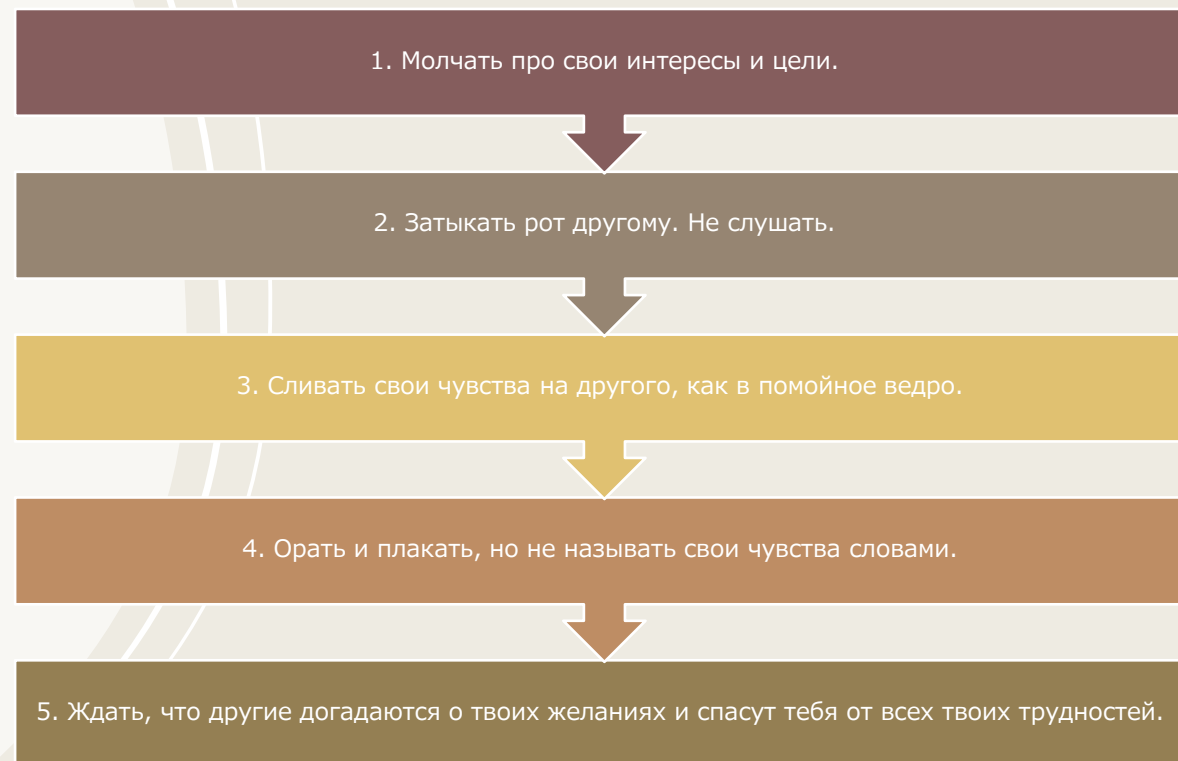 1. Молчать про свои интересы и цели.
2. Затыкать рот другому. Не слушать.
3. Сливать свои чувства на другого, как в помойное ведро.
4. Орать и плакать, но не называть свои чувства словами.
5. Ждать, что другие догадаются о твоих желаниях и спасут тебя от всех твоих трудностей.